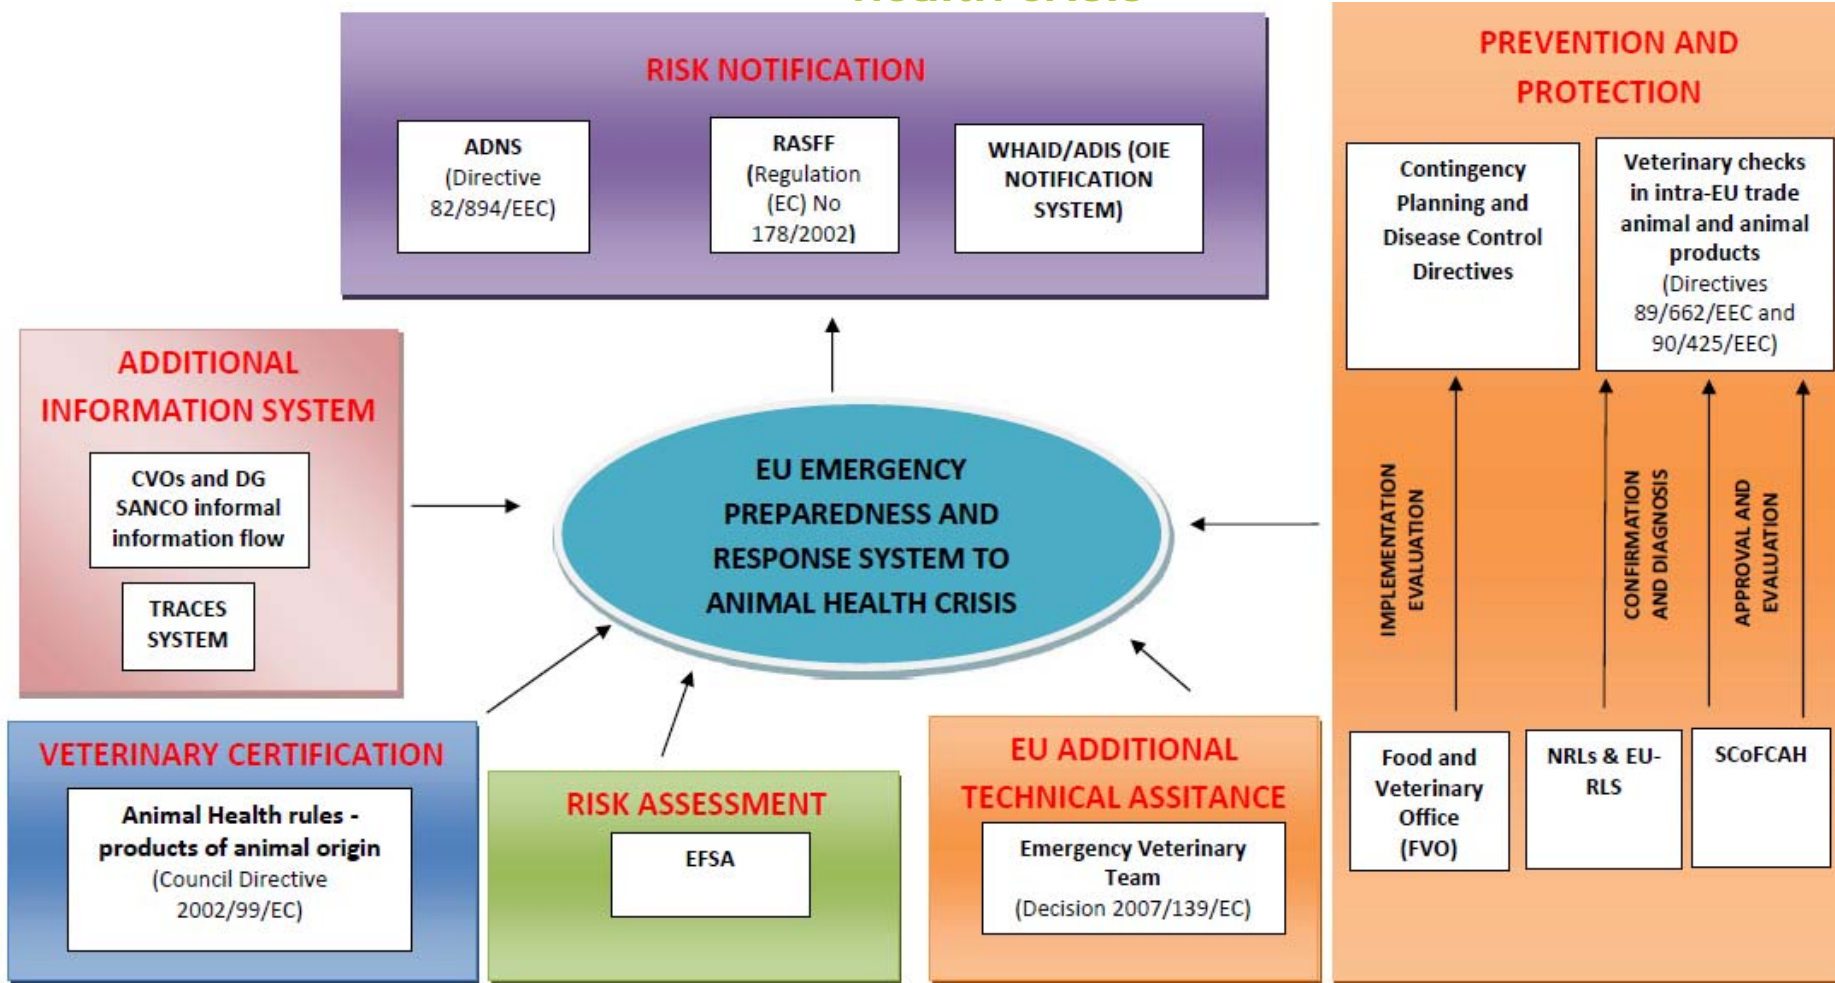 Health crisis
RISK NOTIFICATION
ADNS
(Directive
82/894/EEC)
RASFF
(Regulation
(EC) No
178/2002)
WHAID/ADIS (OIE
NOTIFICATION
SYSTEM)
PREVENTION AND
PROTECTION
Contingency
Planning and
Disease Control
Directives
Veterinary checks
in intra-EU trade
animal and animal
products
(Directives
89/662/EEC and
90/425/EEC)
IMPLEMENTATION
EVALUATION
CONFIRMATION
AND DIAGNOSIS
APPROVAL AND
EVALUATION
Food and
Veterinary
Office
(FVO)
NRLs & EU-
RLS
SCoFCAH
ADDITIONAL
INFORMATION SYSTEM
CVOs and DG
SANCO informal
information flow
TRACES
SYSTEM
EU EMERGENCY
PREPAREDNESS AND
RESPONSE SYSTEM TO
ANIMAL HEALTH CRISIS
VETERINARY CERTIFICATION
Animal Health rules -
products of animal origin
(Council Directive
2002/99/EC)
RISK ASSESSMENT
EFSA
EU ADDITIONAL
TECHNICAL ASSITANCE
Emergency Veterinary
Team
(Decision 2007/139/EC)